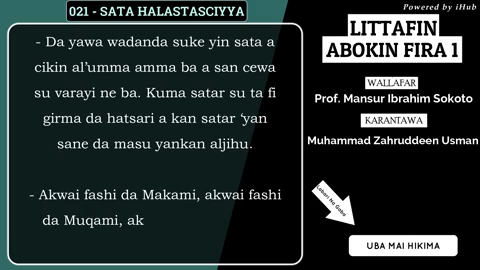 021 - SATA HALASTASCIYYA
- Da yawa wadanda suke yin sata a
cikin al'umma amma ba a san cewa
su varayi ne ba. Kuma satar su ta fi
girma da hatsari a kan satar 'yan
sane da masu yankan aljihu.
- Akwai fashi da Makami, akwai fashi
da Muqami, ak
Powered by iHub
LITTAFIN
ABOKIN FIRA 1
WALLAFAR
Prof. Mansur Ibrahim Sokoto
KARANTAWA
Muhammad Zahruddeen Usman
Labari Na Gaba
UBA MAI HIKIMA